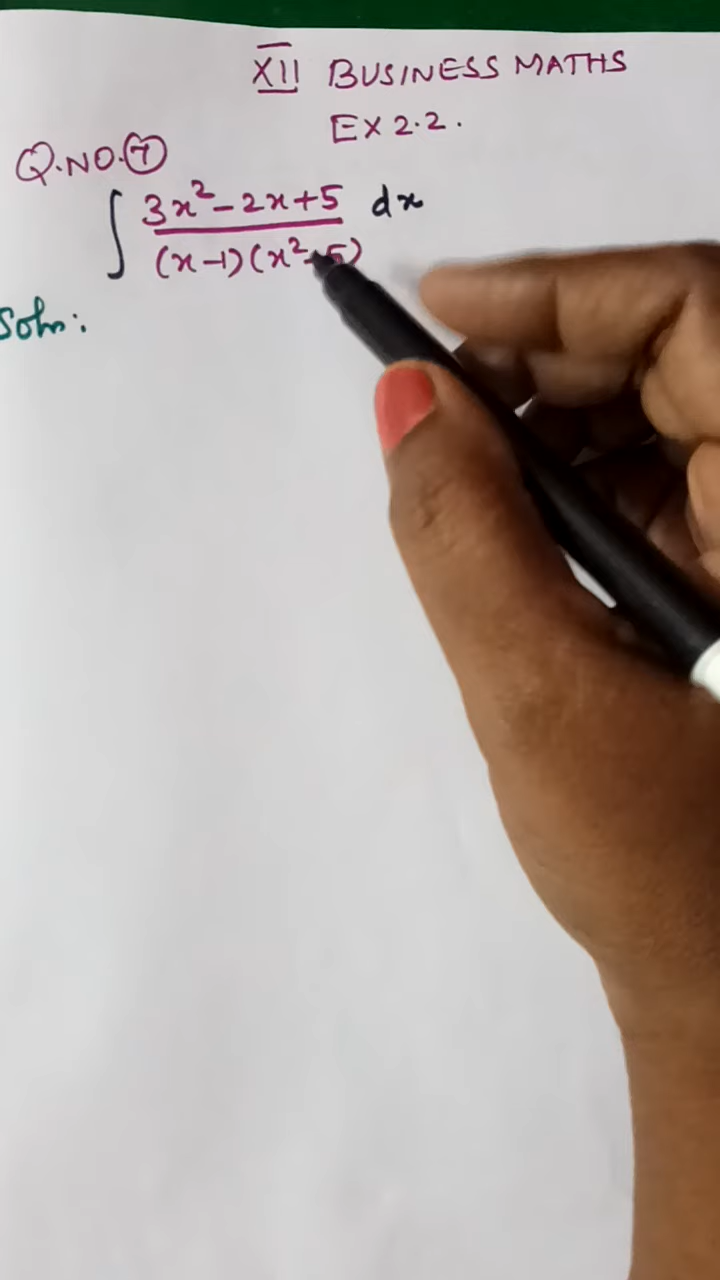 XII BUSINESS MATHS
EX 2.2.
Q.NO.⑦
∫ 3x²-2x+5 dx
(x-1)(x²+5)
Soln: